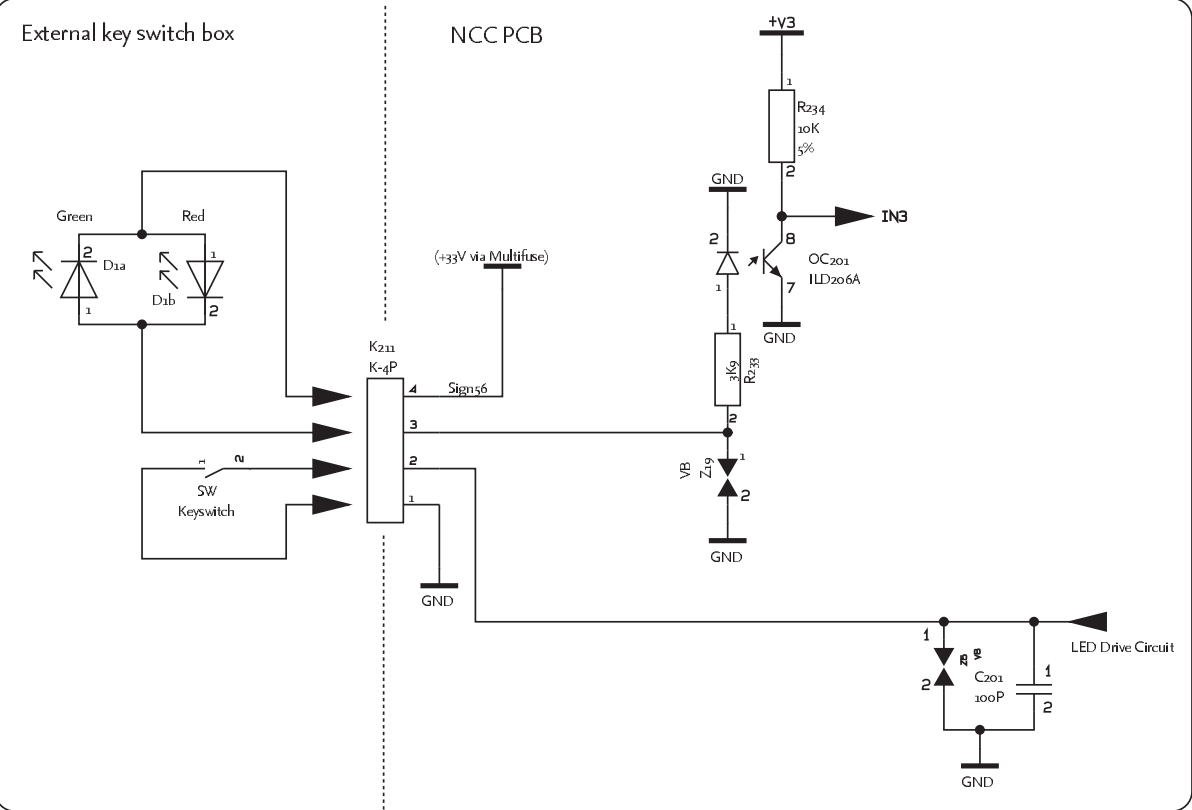 External key switch box
NCC PCB
+V3
1
R234
10K
5%
2
GND
IN3
2
8
OC201
ILD206A
1
7
GND
Green
Red
2
D1a
1
1
D1b
2
(+33V via Multifuse)
1
3K9
R233
2
K211
K-4P
4
Sign56
3
2
1
1
2
SW
Keyswitch
VB
Z19
1
2
GND
GND
1
Z6
VB
2
C201
100P
1
2
LED Drive Circuit
GND